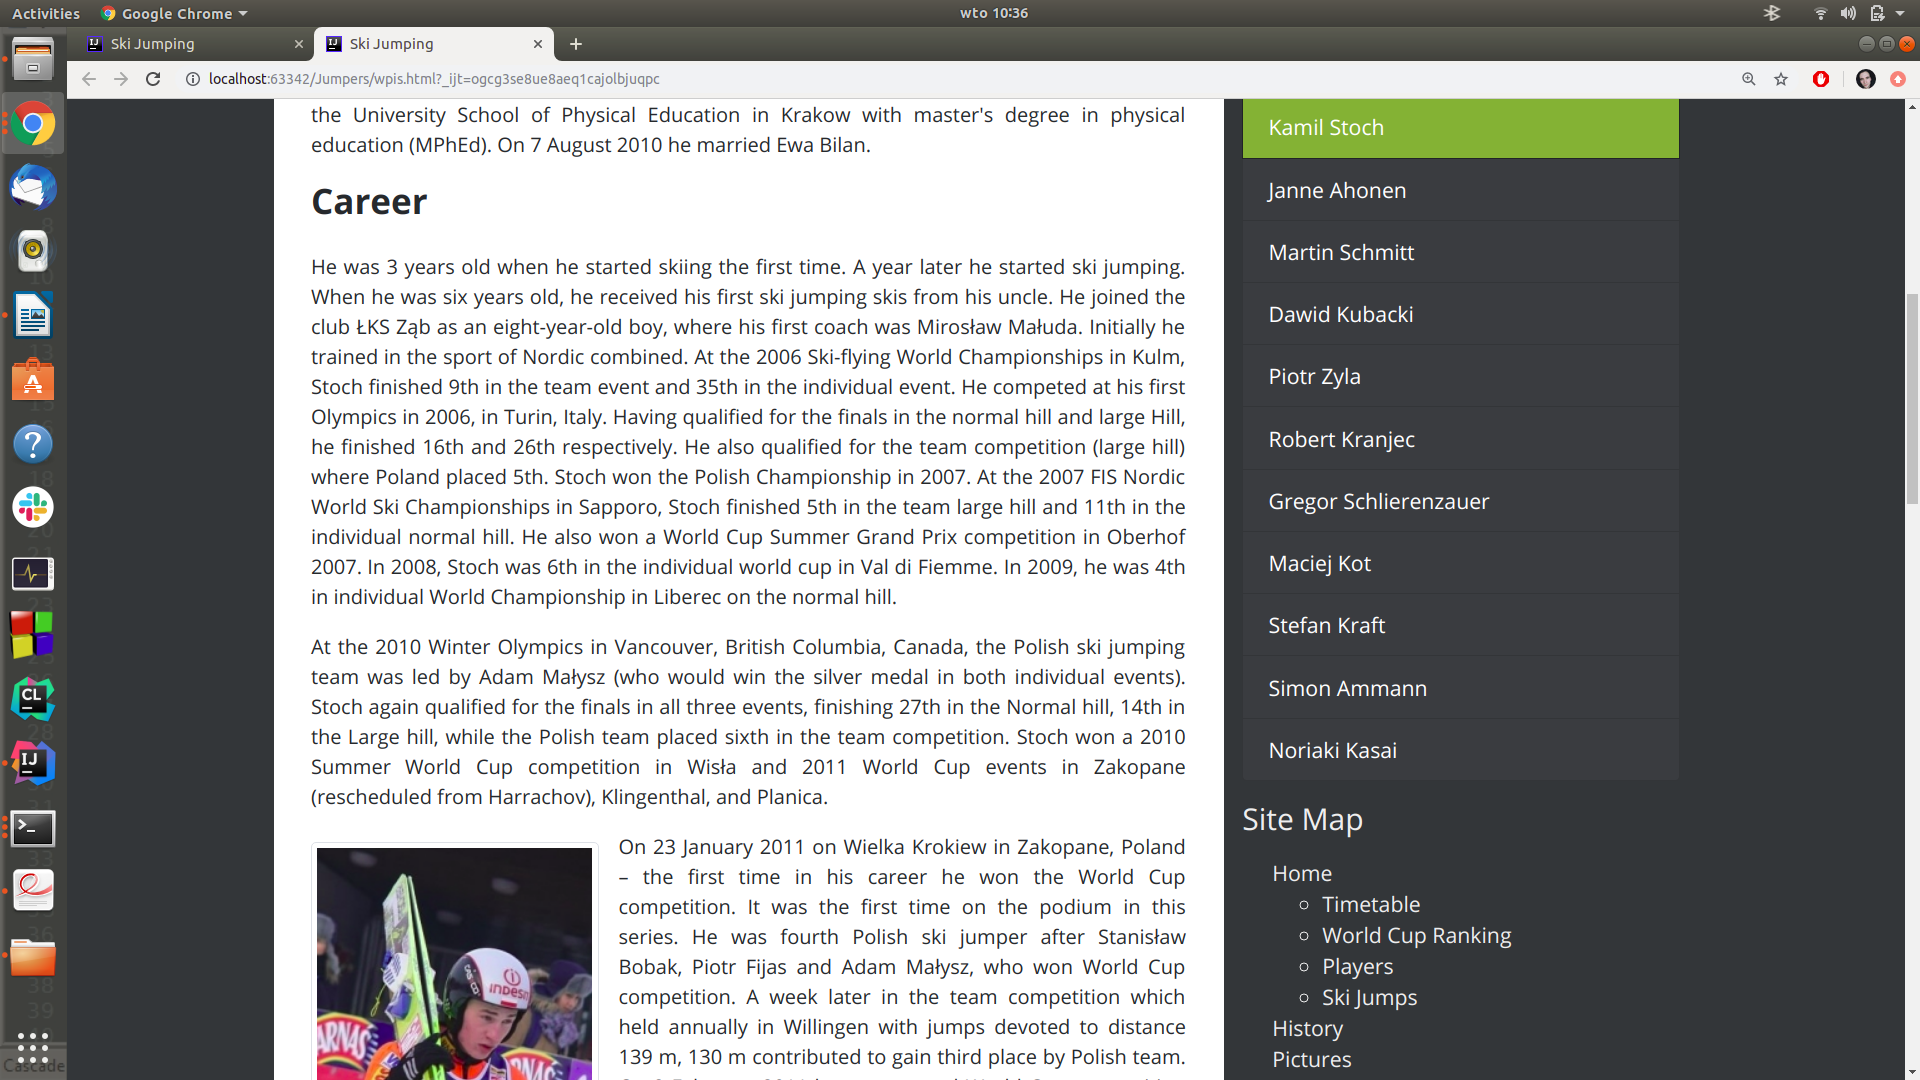 Activities
Google Chrome
wto 10:36
Ski Jumping
Ski Jumping
localhost:63342/Jumpers/wpis.html?_ijt=ogcg3se8ue8aeq1cajolbjuqpc
the University School of Physical Education in Krakow with master's degree in physical
education (MPhEd). On 7 August 2010 he married Ewa Bilan.
Career
He was 3 years old when he started skiing the first time. A year later he started ski jumping.
When he was six years old, he received his first ski jumping skis from his uncle. He joined the
club ŁKS Ząb as an eight-year-old boy, where his first coach was Mirosław Małuda. Initially he
trained in the sport of Nordic combined. At the 2006 Ski-flying World Championships in Kulm,
Stoch finished 9th in the team event and 35th in the individual event. He competed at his first
Olympics in 2006, in Turin, Italy. Having qualified for the finals in the normal hill and large Hill,
he finished 16th and 26th respectively. He also qualified for the team competition (large hill)
where Poland placed 5th. Stoch won the Polish Championship in 2007. At the 2007 FIS Nordic
World Ski Championships in Sapporo, Stoch finished 5th in the team large hill and 11th in the
individual normal hill. He also won a World Cup Summer Grand Prix competition in Oberhof
2007. In 2008, Stoch was 6th in the individual world cup in Val di Fiemme. In 2009, he was 4th
in individual World Championship in Liberec on the normal hill.
At the 2010 Winter Olympics in Vancouver, British Columbia, Canada, the Polish ski jumping
team was led by Adam Małysz (who would win the silver medal in both individual events).
Stoch again qualified for the finals in all three events, finishing 27th in the Normal hill, 14th in
the Large hill, while the Polish team placed sixth in the team competition. Stoch won a 2010
Summer World Cup competition in Wisła and 2011 World Cup events in Zakopane
(rescheduled from Harrachov), Klingenthal, and Planica.
On 23 January 2011 on Wielka Krokiew in Zakopane, Poland
– the first time in his career he won the World Cup
competition. It was the first time on the podium in this
series. He was fourth Polish ski jumper after Stanisław
Bobak, Piotr Fijas and Adam Małysz, who won World Cup
competition. A week later in the team competition which
held annually in Willingen with jumps devoted to distance
139 m, 130 m contributed to gain third place by Polish team.
INDESIT
ARNAS
Kamil Stoch
Janne Ahonen
Martin Schmitt
Dawid Kubacki
Piotr Zyla
Robert Kranjec
Gregor Schlierenzauer
Maciej Kot
Stefan Kraft
Simon Ammann
Noriaki Kasai
Site Map
Home
Timetable
World Cup Ranking
Players
Ski Jumps
History
Pictures
CL
IJ
Cascade